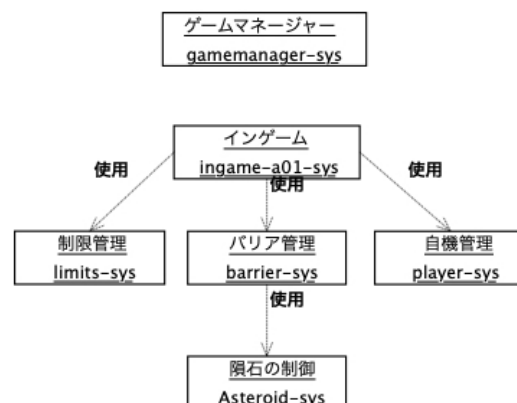 ゲームマネージャー
gamemanager-sys
インゲーム
ingame-a01-sys
使用
使用
使用
制限管理
limits-sys
バリア管理
barrier-sys
自機管理
player-sys
使用
隕石の制御
Asteroid-sys